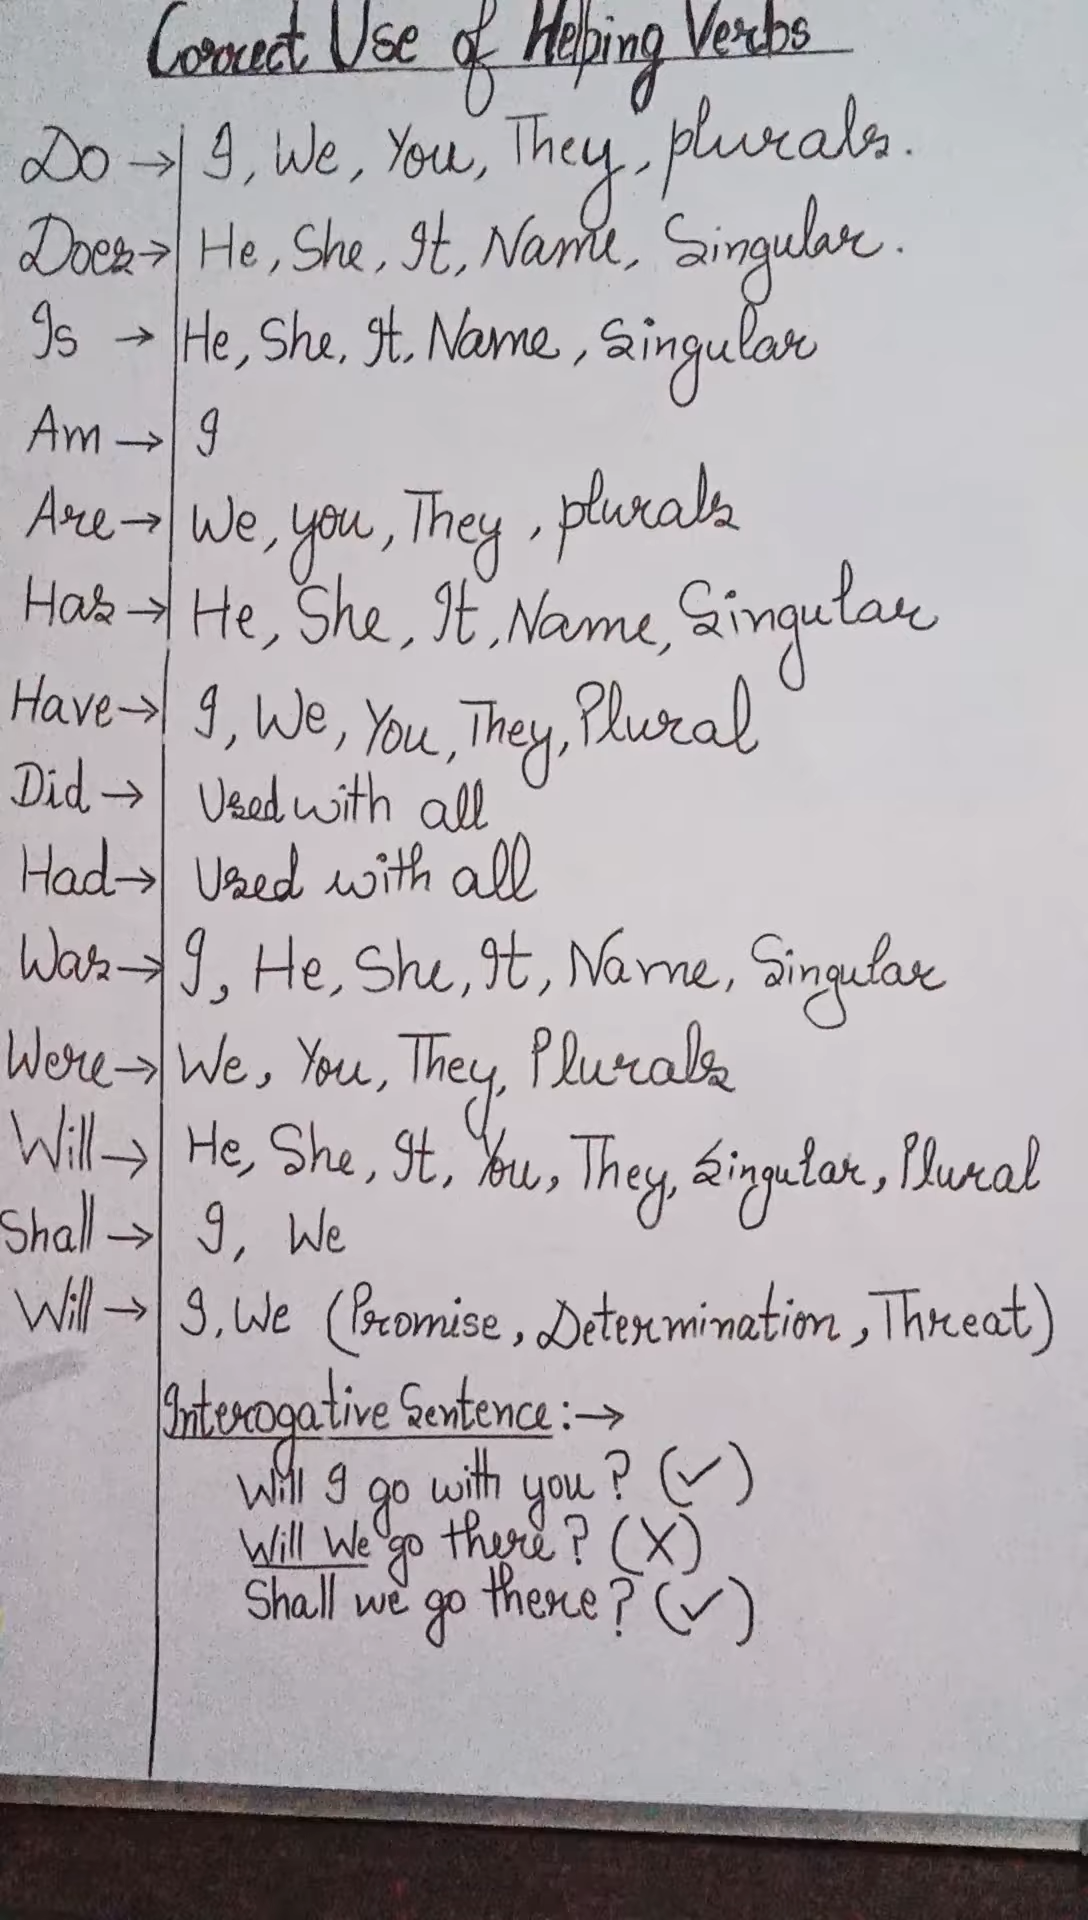 Correct Use of Helping Verbs
Do → I, We, You, They, plurals.
Does → He, She, It, Name, Singular.
Is → He, She, It, Name, Singular
Am → I
Are → We, you, They, plurals
Has → He, She, It, Name, Singular
Have → I, We, You, They, Plural
Did → Used with all
Had → Used with all
Was → I, He, She, It, Name, Singular
Were → We, You, They, Plurals
Will → He, She, It, You, They, Singular, Plural
Shall → I, We
Will → I, We (Promise, Determination, Threat)
Interogative Sentence :→
Will I go with you? (✓)
Will We go there? (X)
Shall we go there? (✓)